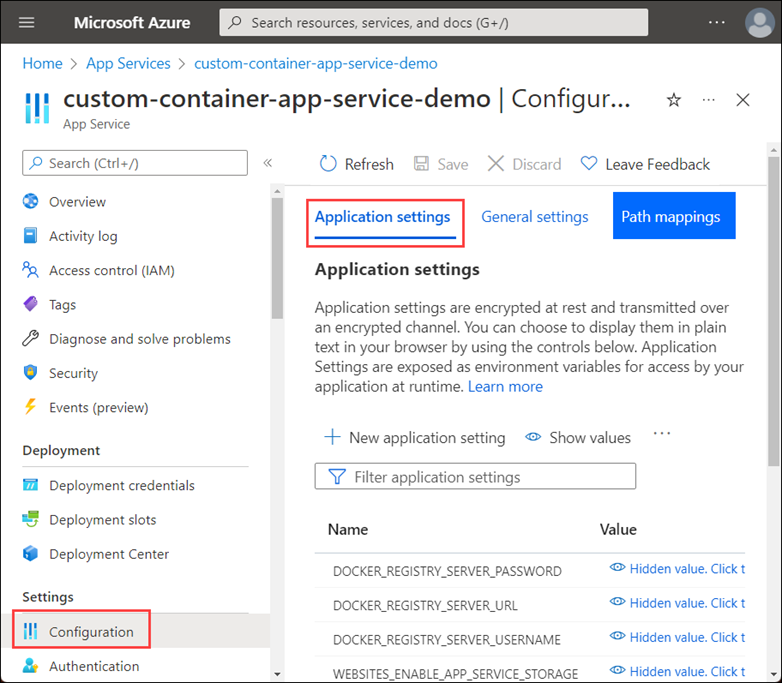 Microsoft Azure
Search resources, services, and docs (G+/)
Home > App Services > custom-container-app-service-demo
custom-container-app-service-demo | Configur...
App Service
Search (Ctrl+/)
Refresh Save Discard Leave Feedback
Overview
Activity log
Access control (IAM)
Tags
Diagnose and solve problems
Security
Events (preview)
Deployment
Deployment credentials
Deployment slots
Deployment Center
Settings
Configuration
Authentication
Application settings General settings Path mappings
Application settings
Application settings are encrypted at rest and transmitted over
an encrypted channel. You can choose to display them in plain
text in your browser by using the controls below. Application
Settings are exposed as environment variables for access by your
application at runtime. Learn more
New application setting Show values ...
Filter application settings
Name Value
DOCKER_REGISTRY_SERVER_PASSWORD Hidden value. Click t
DOCKER_REGISTRY_SERVER_URL Hidden value. Click t
DOCKER_REGISTRY_SERVER_USERNAME Hidden value. Click t
WEBSITES_ENABLE_APP_SERVICE_STORAGE Hidden value. Click t